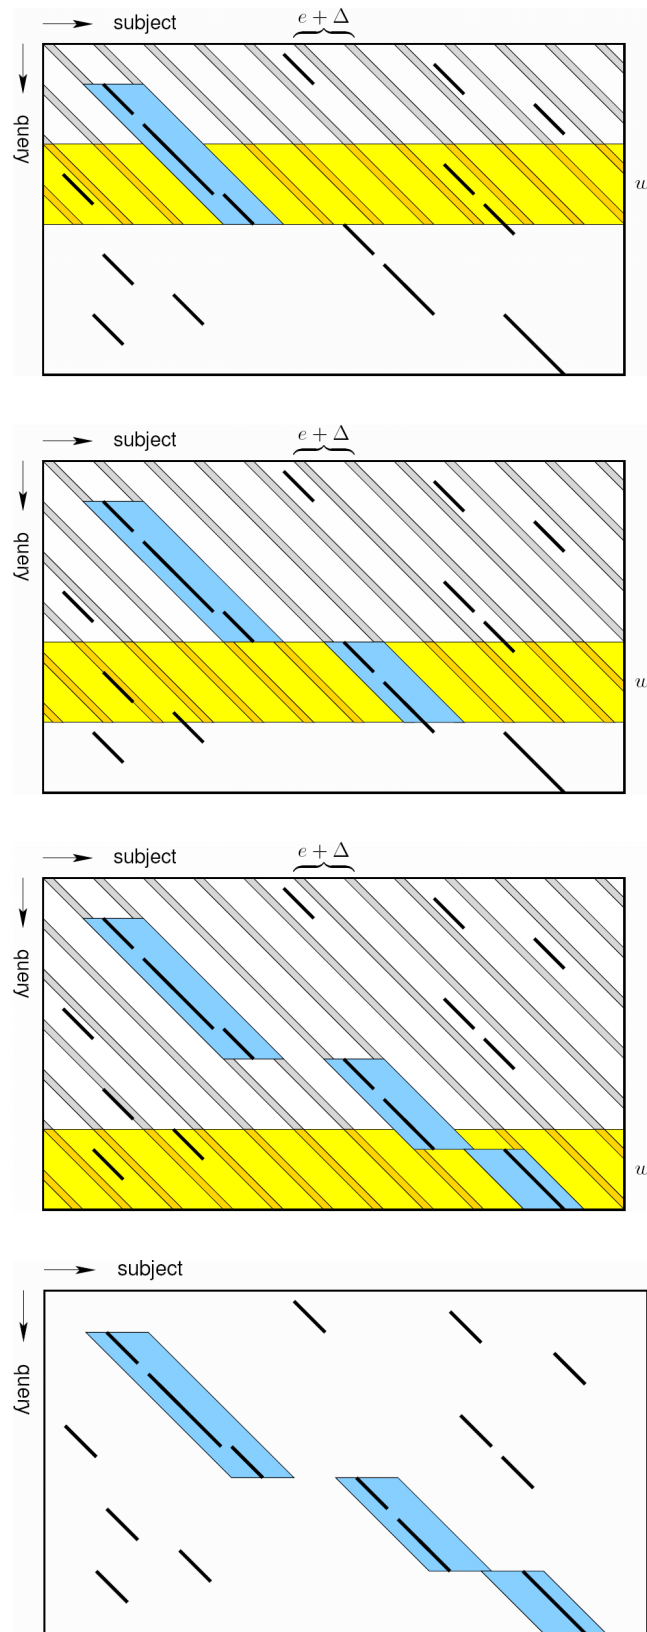 subject
e + Δ
query
w
subject
e + Δ
query
w
subject
e + Δ
query
w
subject
query